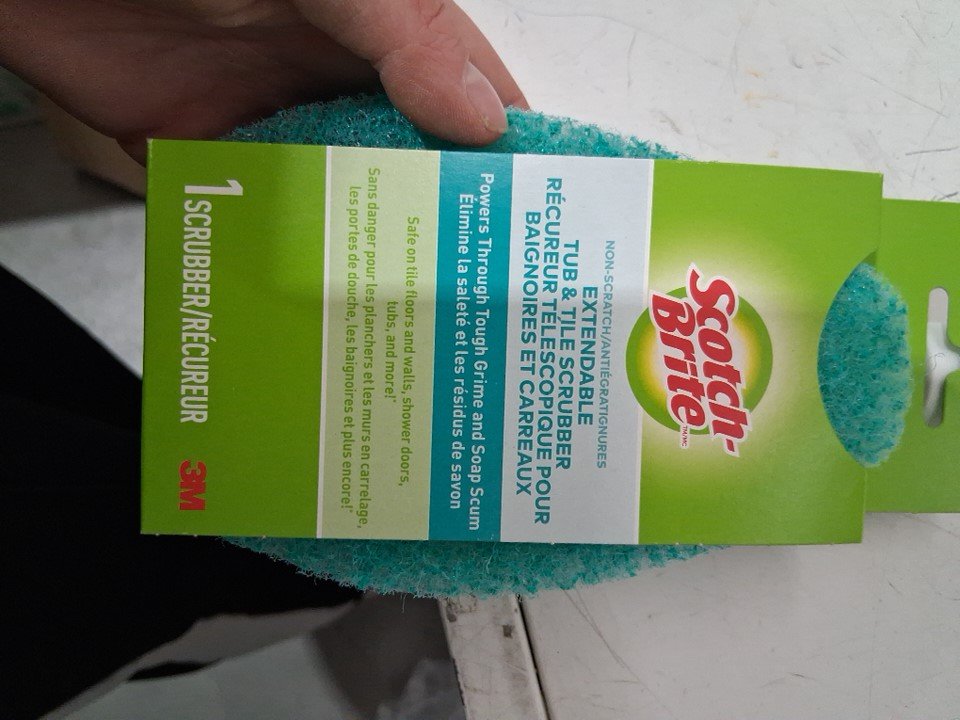 Scotch-
Brite™/MC
NON-SCRATCH/ANTIÉGRATIGNURES
EXTENDABLE
TUB & TILE SCRUBBER
RÉCUREUR TÉLESCOPIQUE POUR
BAIGNOIRES ET CARREAUX
Powers Through Tough Grime and Soap Scum
Élimine la saleté et les résidus de savon
Safe on tile floors and walls, shower doors,
tubs, and more!*
Sans danger pour les planchers et les murs en carrelage,
les portes de douche, les baignoires et plus encore!*
1 SCRUBBER/RÉCUREUR
3M